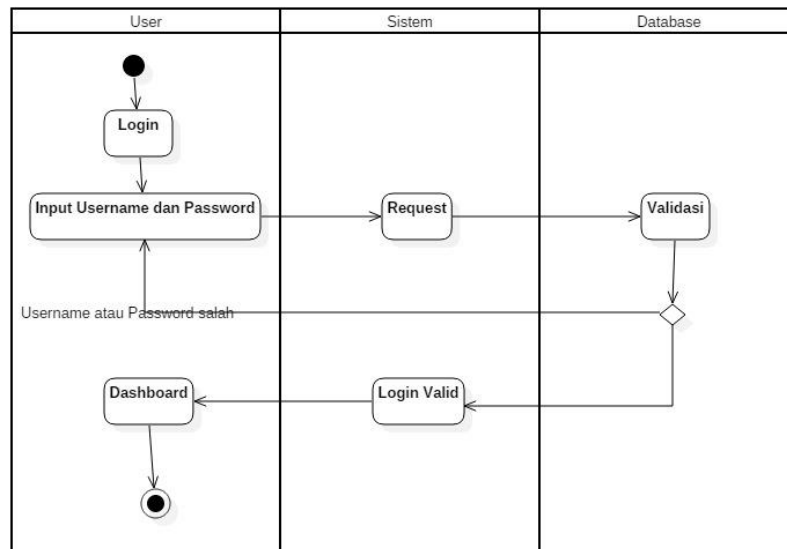 User
Sistem
Database
Login
Input Username dan Password
Request
Validasi
Username atau Password salah
Dashboard
Login Valid